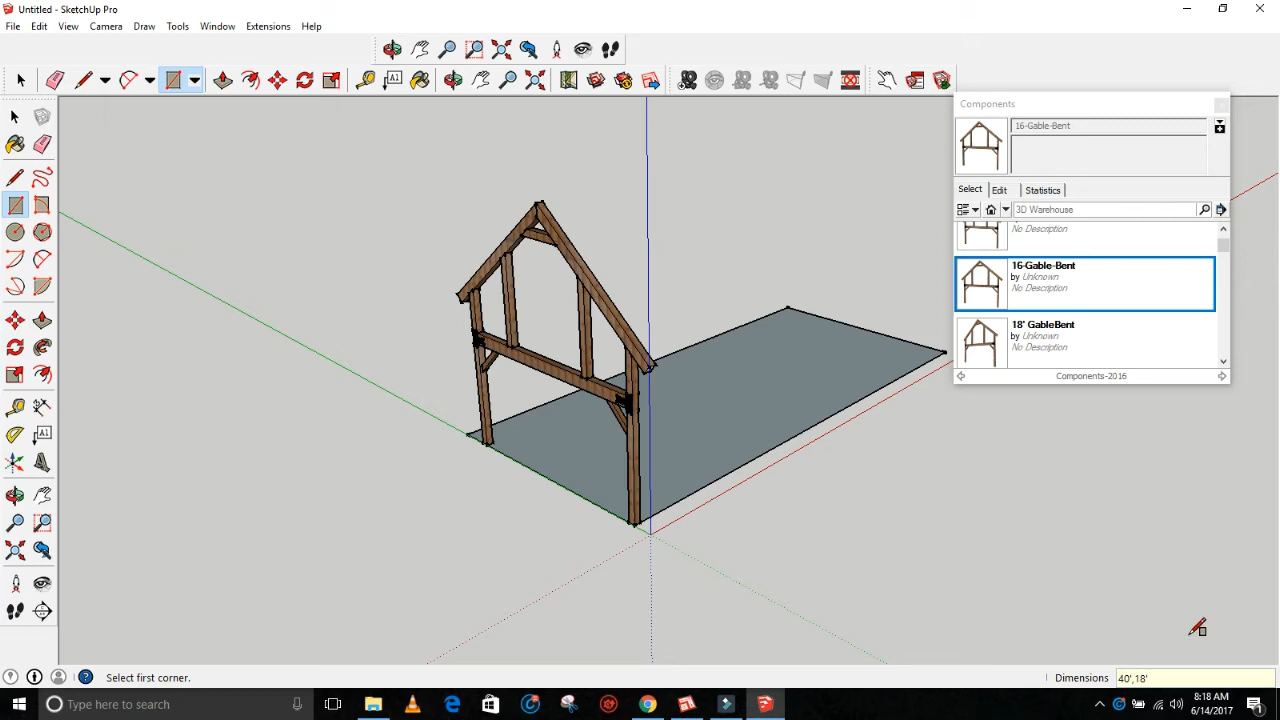 Untitled - SketchUp Pro
File Edit View Camera Draw Tools Window Extensions Help
A1
Components
16-Gable-Bent
Select Edit Statistics
3D Warehouse
No Description
16-Gable-Bent
by Unknown
No Description
18' GableBent
by Unknown
No Description
Components-2016
A1
Select first corner.
Dimensions 40',18'
Type here to search
8:18 AM
6/14/2017